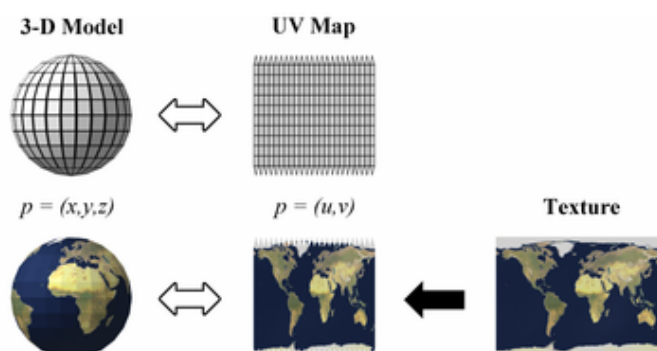 3-D Model
UV Map
p = (x,y,z)
p = (u,v)
Texture